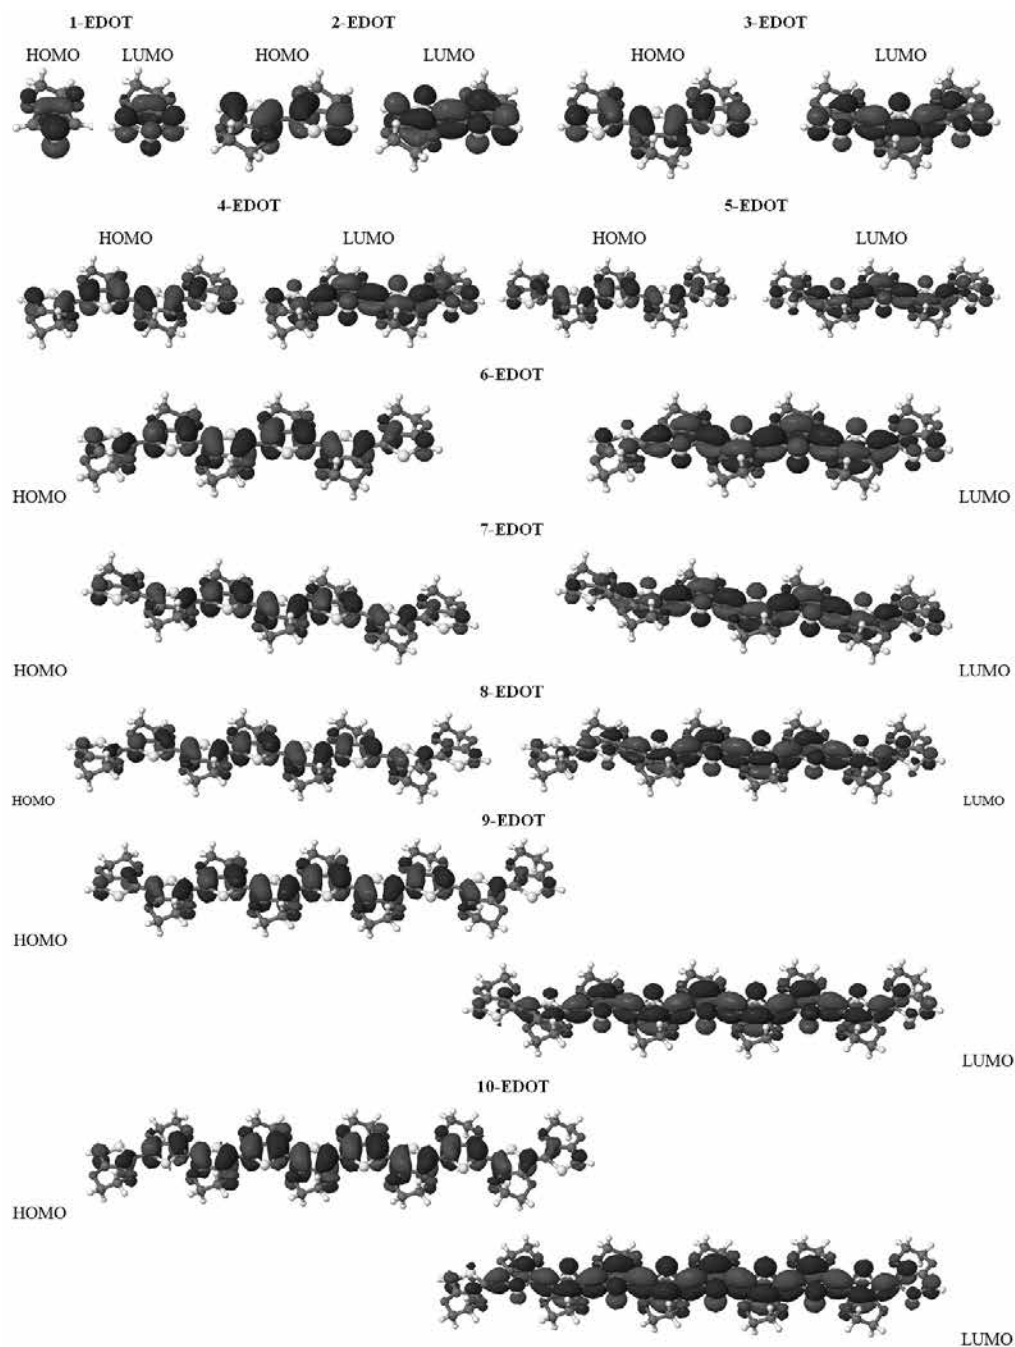 1-EDOT 2-EDOT 3-EDOT
HOMO LUMO HOMO LUMO HOMO LUMO
4-EDOT 5-EDOT
HOMO LUMO HOMO LUMO
6-EDOT
HOMO LUMO
7-EDOT
HOMO LUMO
8-EDOT
HOMO LUMO
9-EDOT
HOMO
LUMO
10-EDOT
HOMO
LUMO